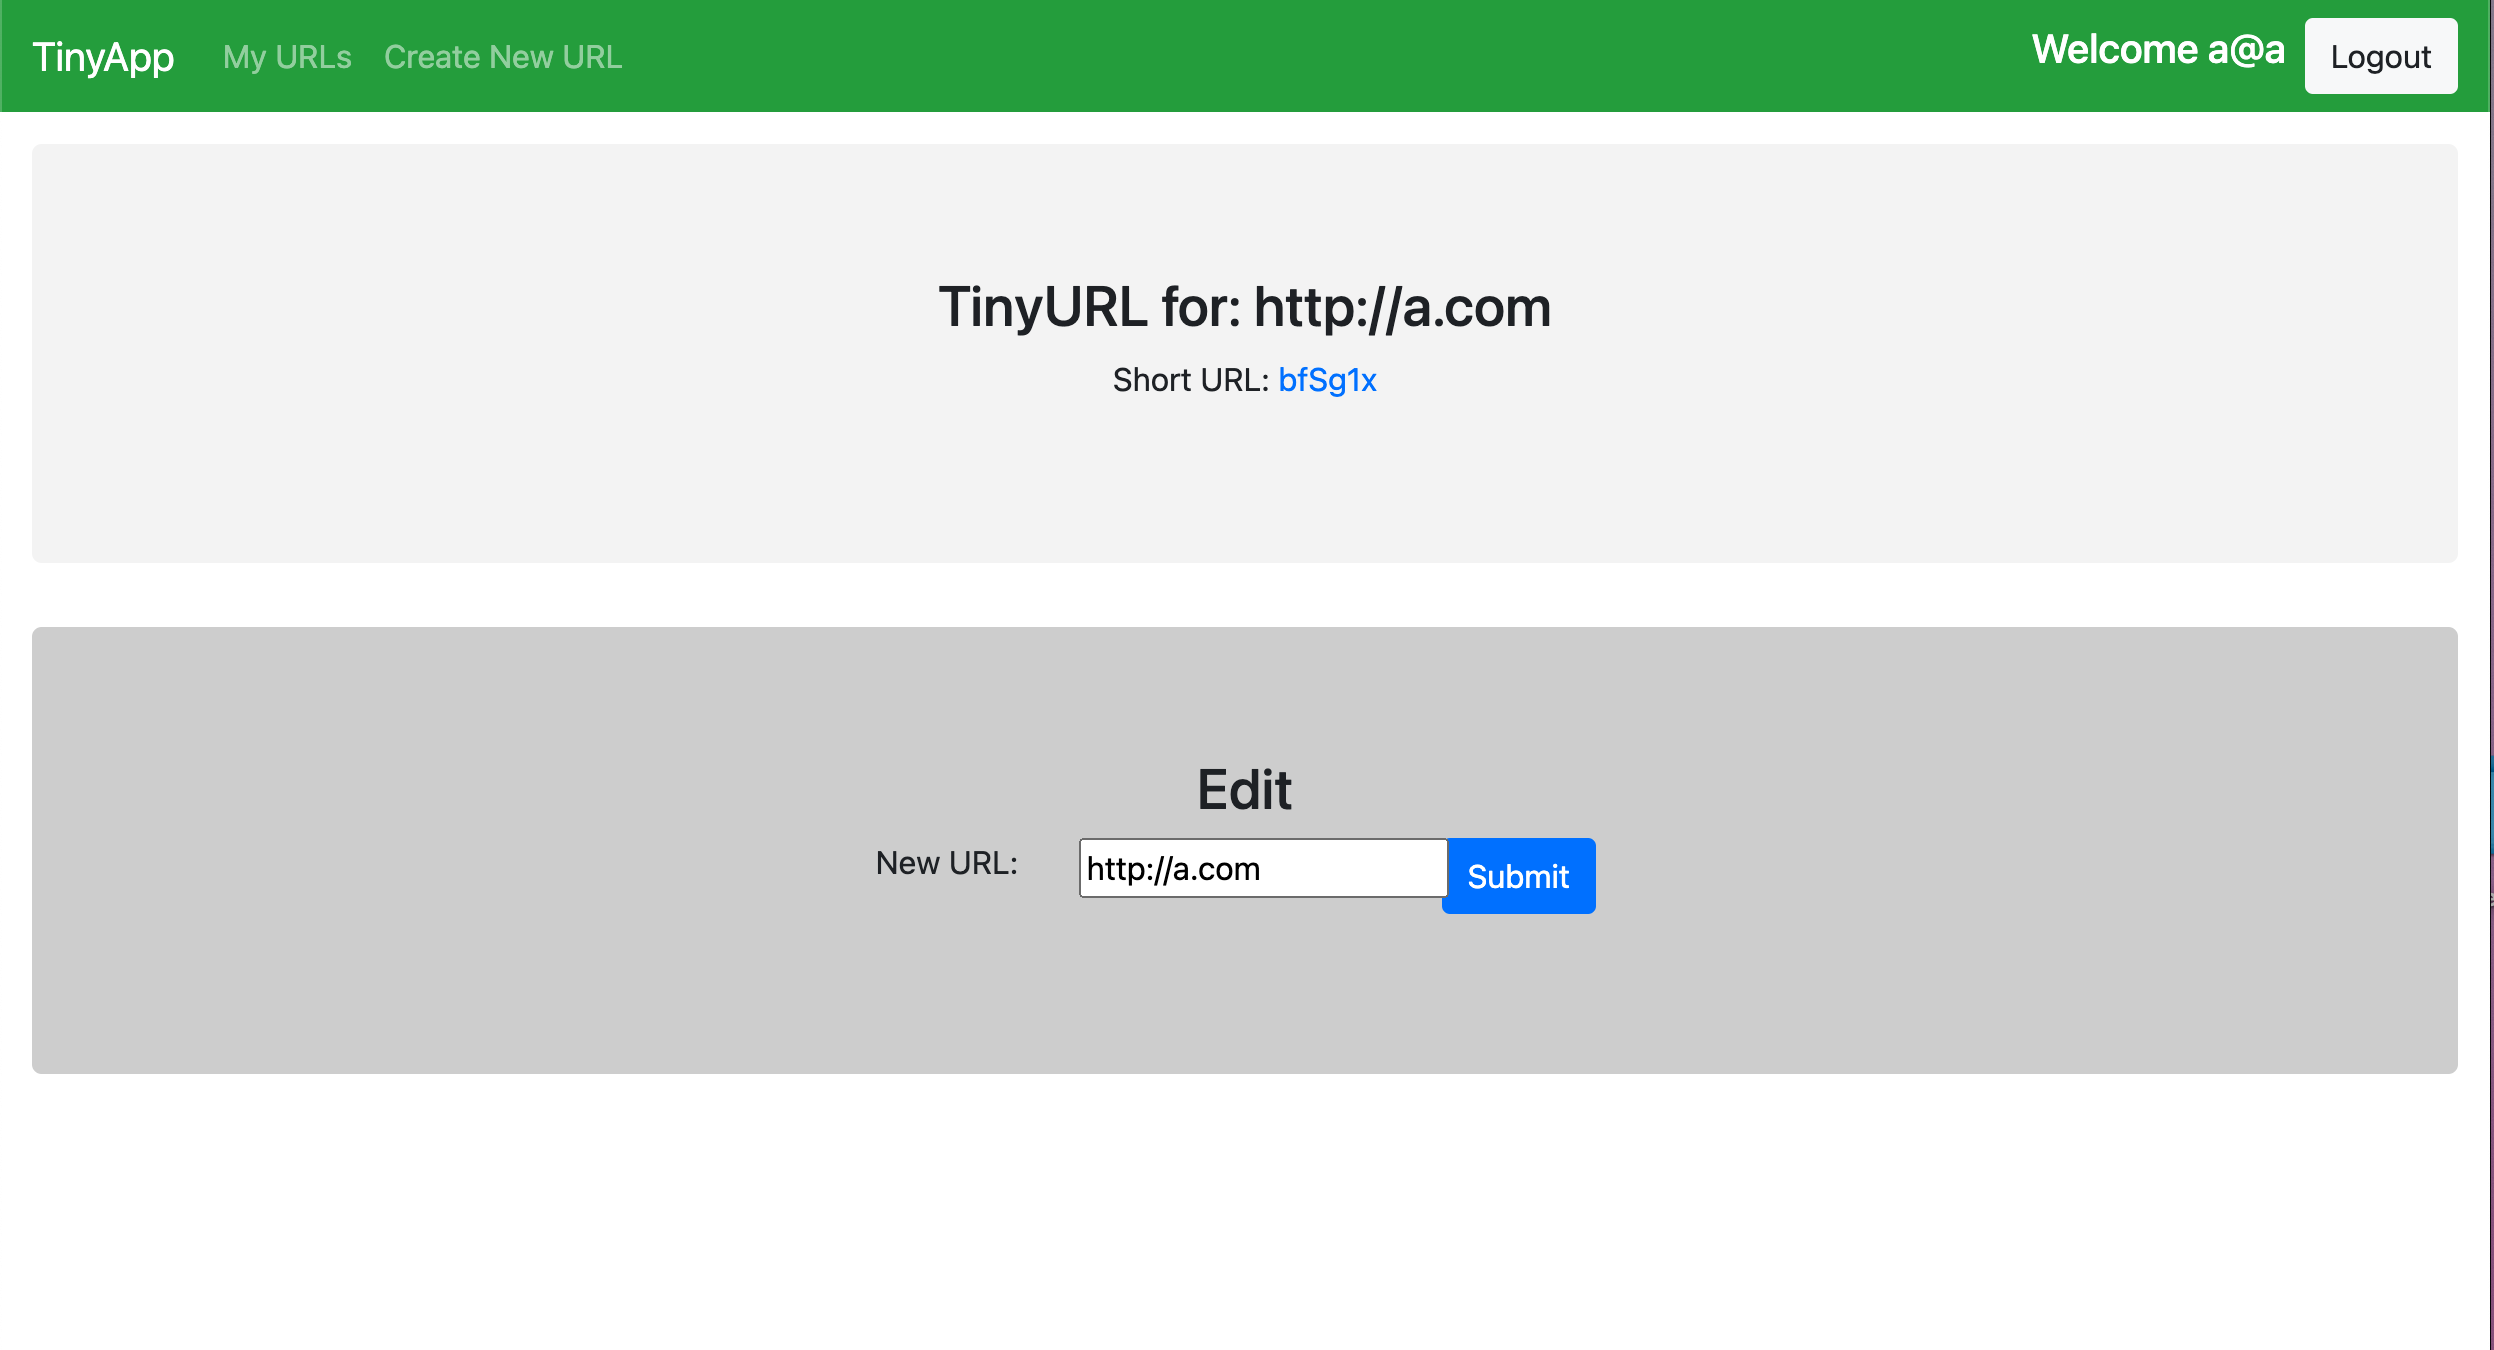 TinyApp My URLs Create New URL Welcome a@a Logout
TinyURL for: http://a.com
Short URL: bfSg1x
Edit
New URL: http://a.com Submit